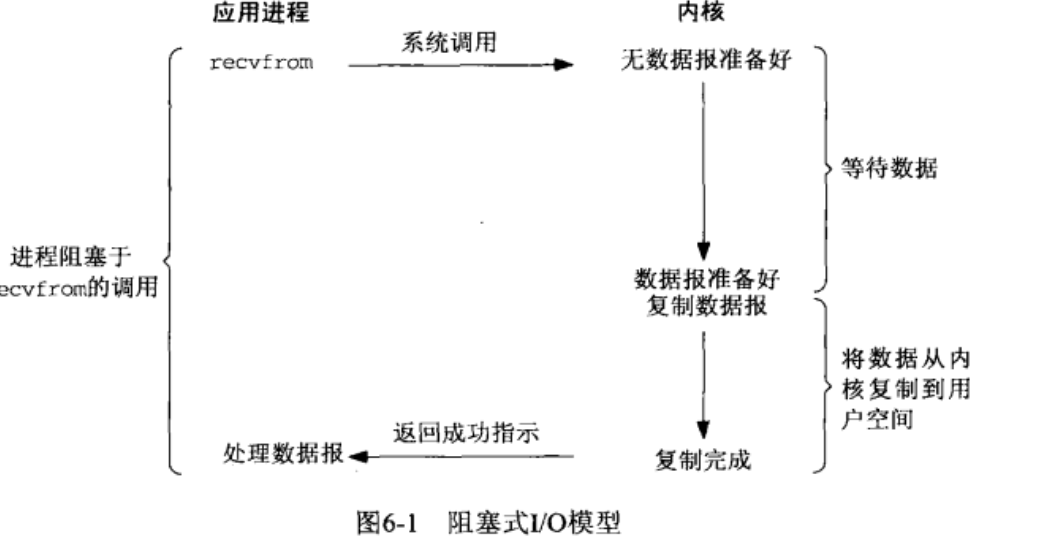 应用进程
内核
系统调用
recvfrom
无数据报准备好
等待数据
进程阻塞于
ecvfrom的调用
数据报准备好
复制数据报
将数据从内
核复制到用
户空间
返回成功指示
处理数据报
复制完成
图6-1 阻塞式I/O模型